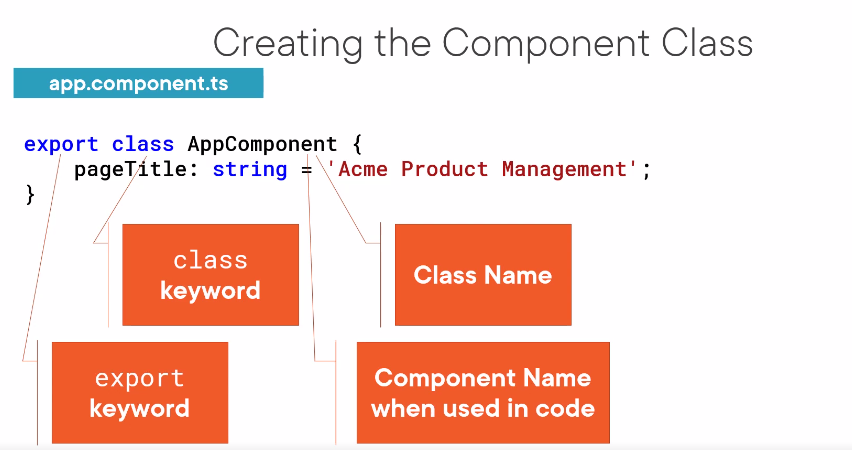 Creating the Component Class
app.component.ts
export class AppComponent {
    pageTitle: string = 'Acme Product Management';
}
class
keyword
Class Name
export
keyword
Component Name
when used in code